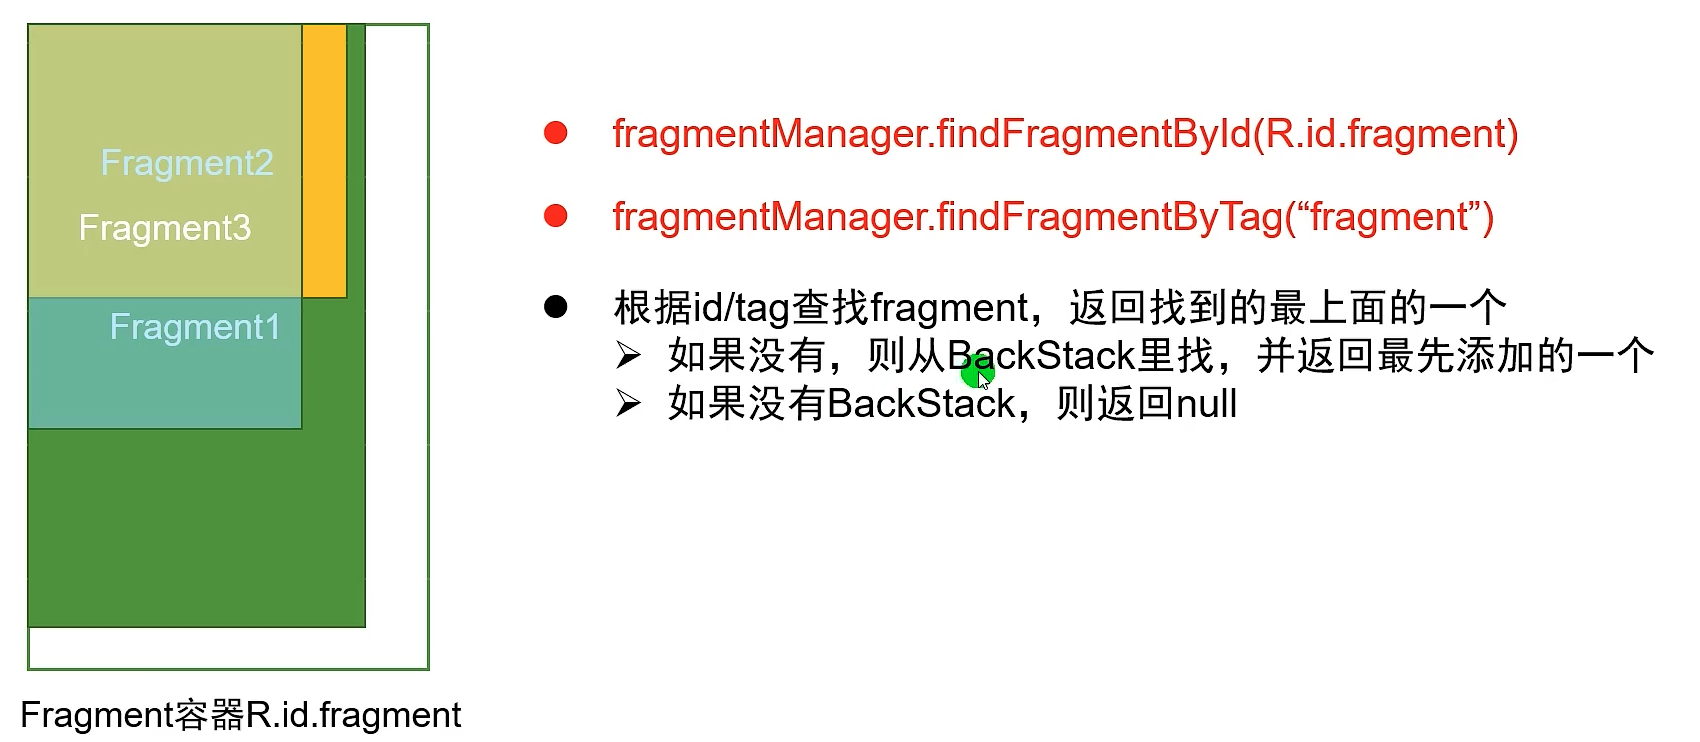 Fragment2
Fragment3
Fragment1
Fragment容器R.id.fragment
fragmentManager.findFragmentById(R.id.fragment)
fragmentManager.findFragmentByTag(“fragment”)
根据id/tag查找fragment，返回找到的最上面的一个
如果没有，则从BackStack里找，并返回最先添加的一个
如果没有BackStack，则返回null